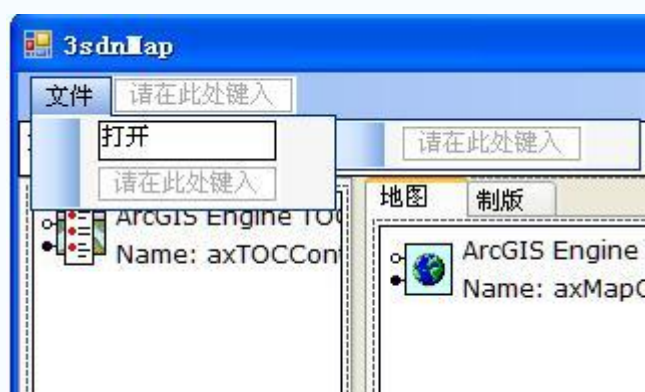 3sdnMap
文件 请在此处键入
打开 请在此处键入
请在此处键入
地图 制版
ArcGIS Engine TOC
Name: axTOCCon
ArcGIS Engine
Name: axMapC